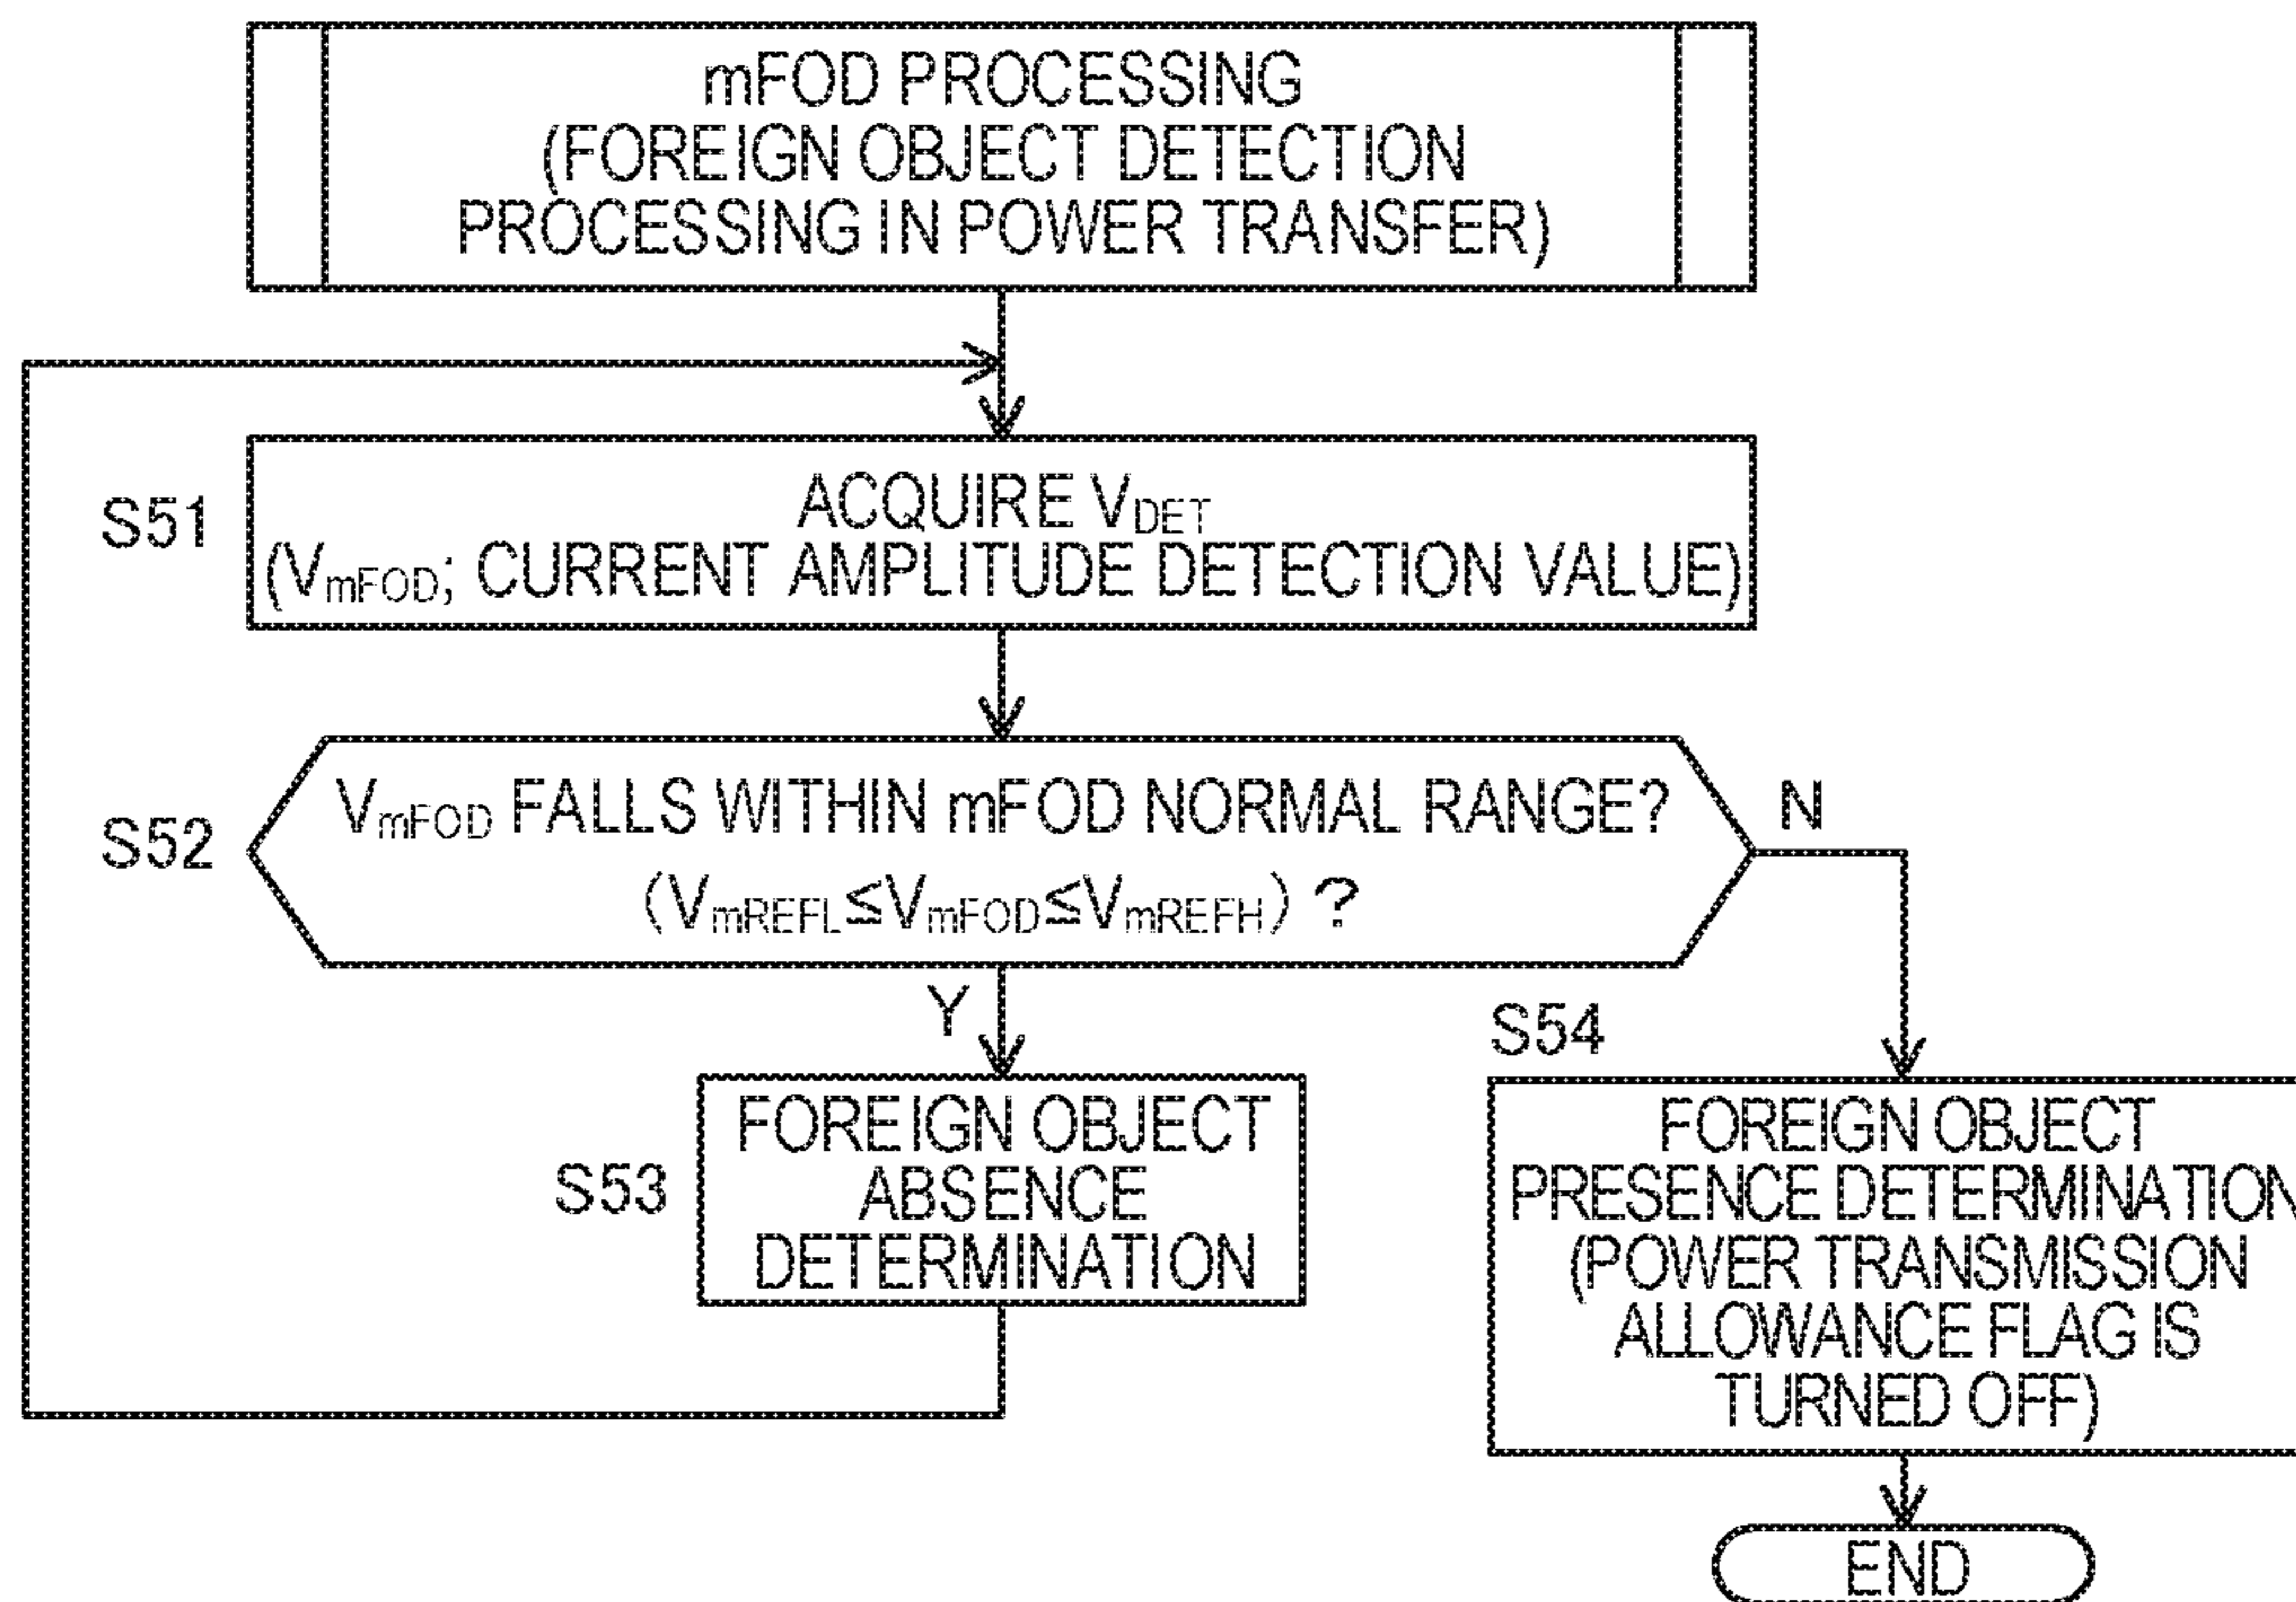 mFOD PROCESSING
(FOREIGN OBJECT DETECTION
PROCESSING IN POWER TRANSFER)
S51
ACQUIRE VDET
(VmFOD; CURRENT AMPLITUDE DETECTION VALUE)
S52
VmFOD FALLS WITHIN mFOD NORMAL RANGE?
(VmREFL≤VmFOD≤VmREFH) ?
N
Y
S53
FOREIGN OBJECT
ABSENCE
DETERMINATION
S54
FOREIGN OBJECT
PRESENCE DETERMINATION
(POWER TRANSMISSION
ALLOWANCE FLAG IS
TURNED OFF)
END